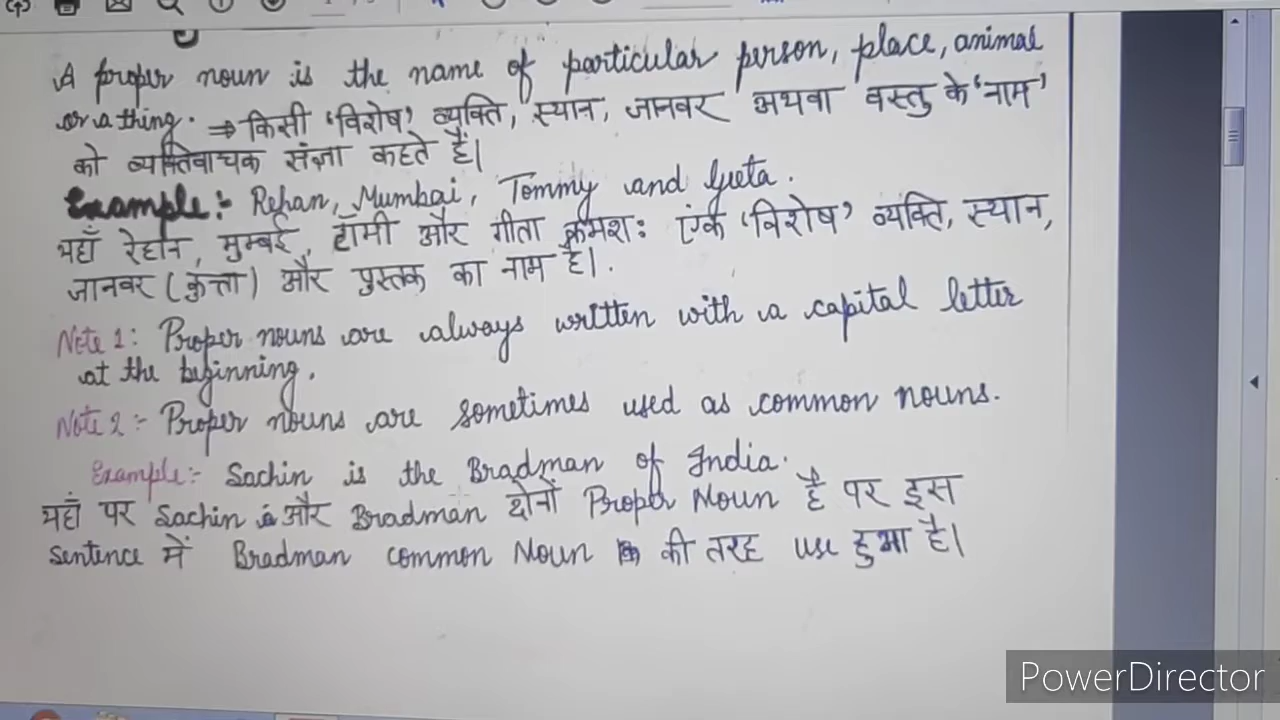 A proper noun is the name of particular person, place, animal
or a thing. ⇒ किसी 'विशेष' व्यक्ति, स्थान, जानवर अथवा वस्तु के 'नाम'
को व्यक्तिवाचक संज्ञा कहते हैं।
Example:- Rehan, Mumbai, Tommy and Geeta.
यहाँ रेहान, मुम्बई, टॉमी और गीता क्रमशः एक 'विशेष' व्यक्ति, स्थान,
जानवर (कुत्ता) और पुस्तक का नाम है।.
Note 1: Proper nouns are always written with a capital letter
at the beginning.
Note 2:- Proper nouns are sometimes used as common nouns.
Example:- Sachin is the Bradman of India.
यहाँ पर Sachin और Bradman दोनों Proper Noun है पर इस
sentence में Bradman common Noun की तरह use हुआ है।
PowerDirector